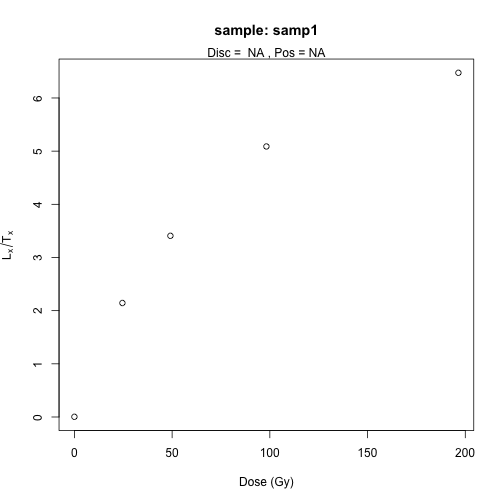 sample: samp1
Disc =  NA , Pos = NA
Lx/Tx
6
5
4
3
2
1
0
0 50 100 150 200
Dose (Gy)